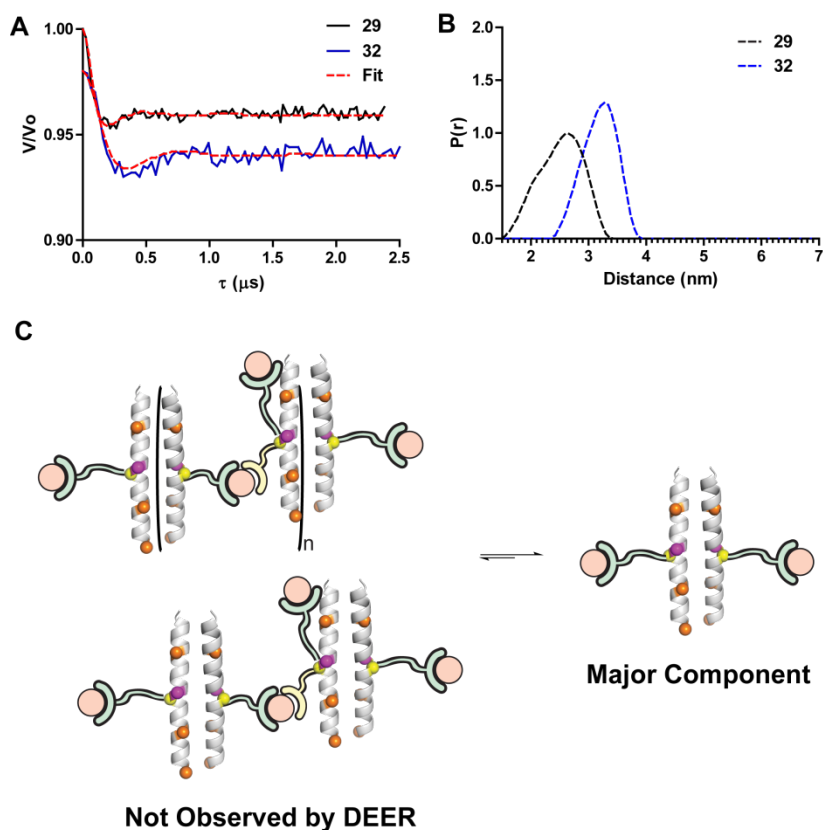 A
29
32
Fit
1.00
0.95
0.90
V/Vo
0.0 0.5 1.0 1.5 2.0 2.5
τ (μs)
B
29
32
2.0
1.5
1.0
0.5
0.0
P(r)
2 3 4 5 6 7
Distance (nm)
C
n
Major Component
Not Observed by DEER